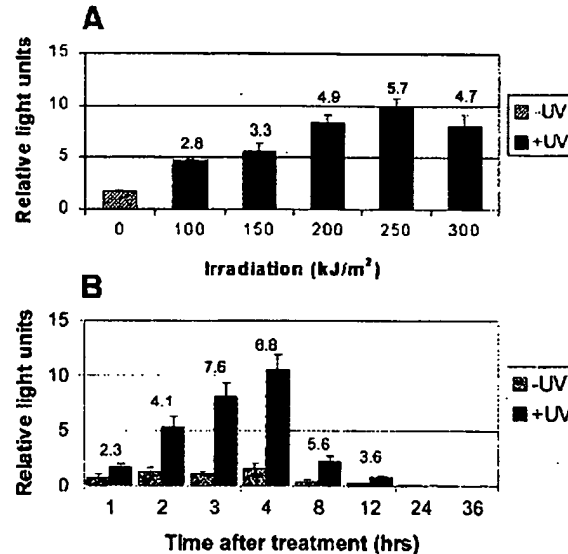 A
Relative light units
15
10
5
0
2.8
3.3
4.9
5.7
4.7
-UV
+UV
0 100 150 200 250 300
Irradiation (kJ/m²)
B
Relative light units
15
10
5
0
2.3
4.1
7.6
6.8
5.6
3.6
-UV
+UV
1 2 3 4 8 12 24 36
Time after treatment (hrs)